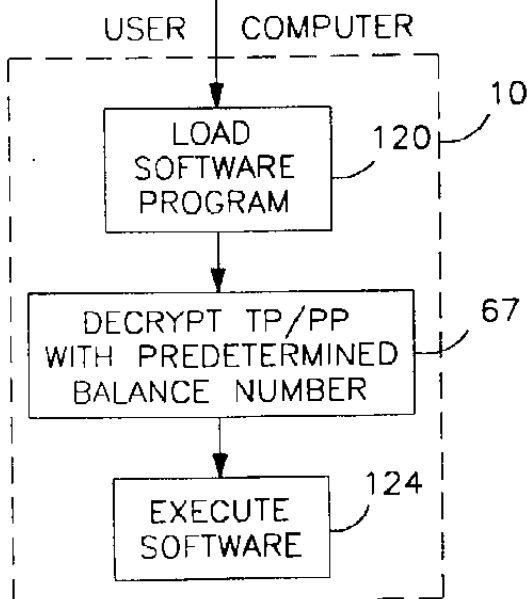 USER COMPUTER
10
LOAD
SOFTWARE
PROGRAM
120
DECRYPT TP/PP
WITH PREDETERMINED
BALANCE NUMBER
67
EXECUTE
SOFTWARE
124